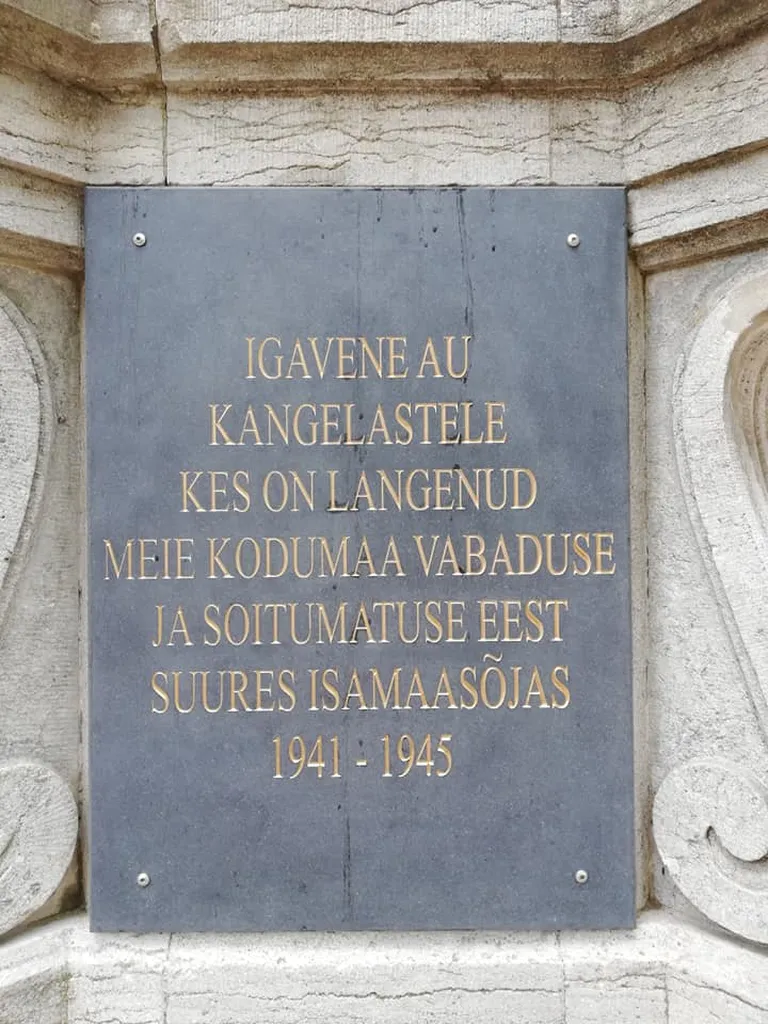 IGAVENE AU
KANGELASTELE
KES ON LANGENUD
MEIE KODUMAA VABADUSE
JA SOITUMATUSE EEST
SUURES ISAMAASÕJAS
1941 - 1945